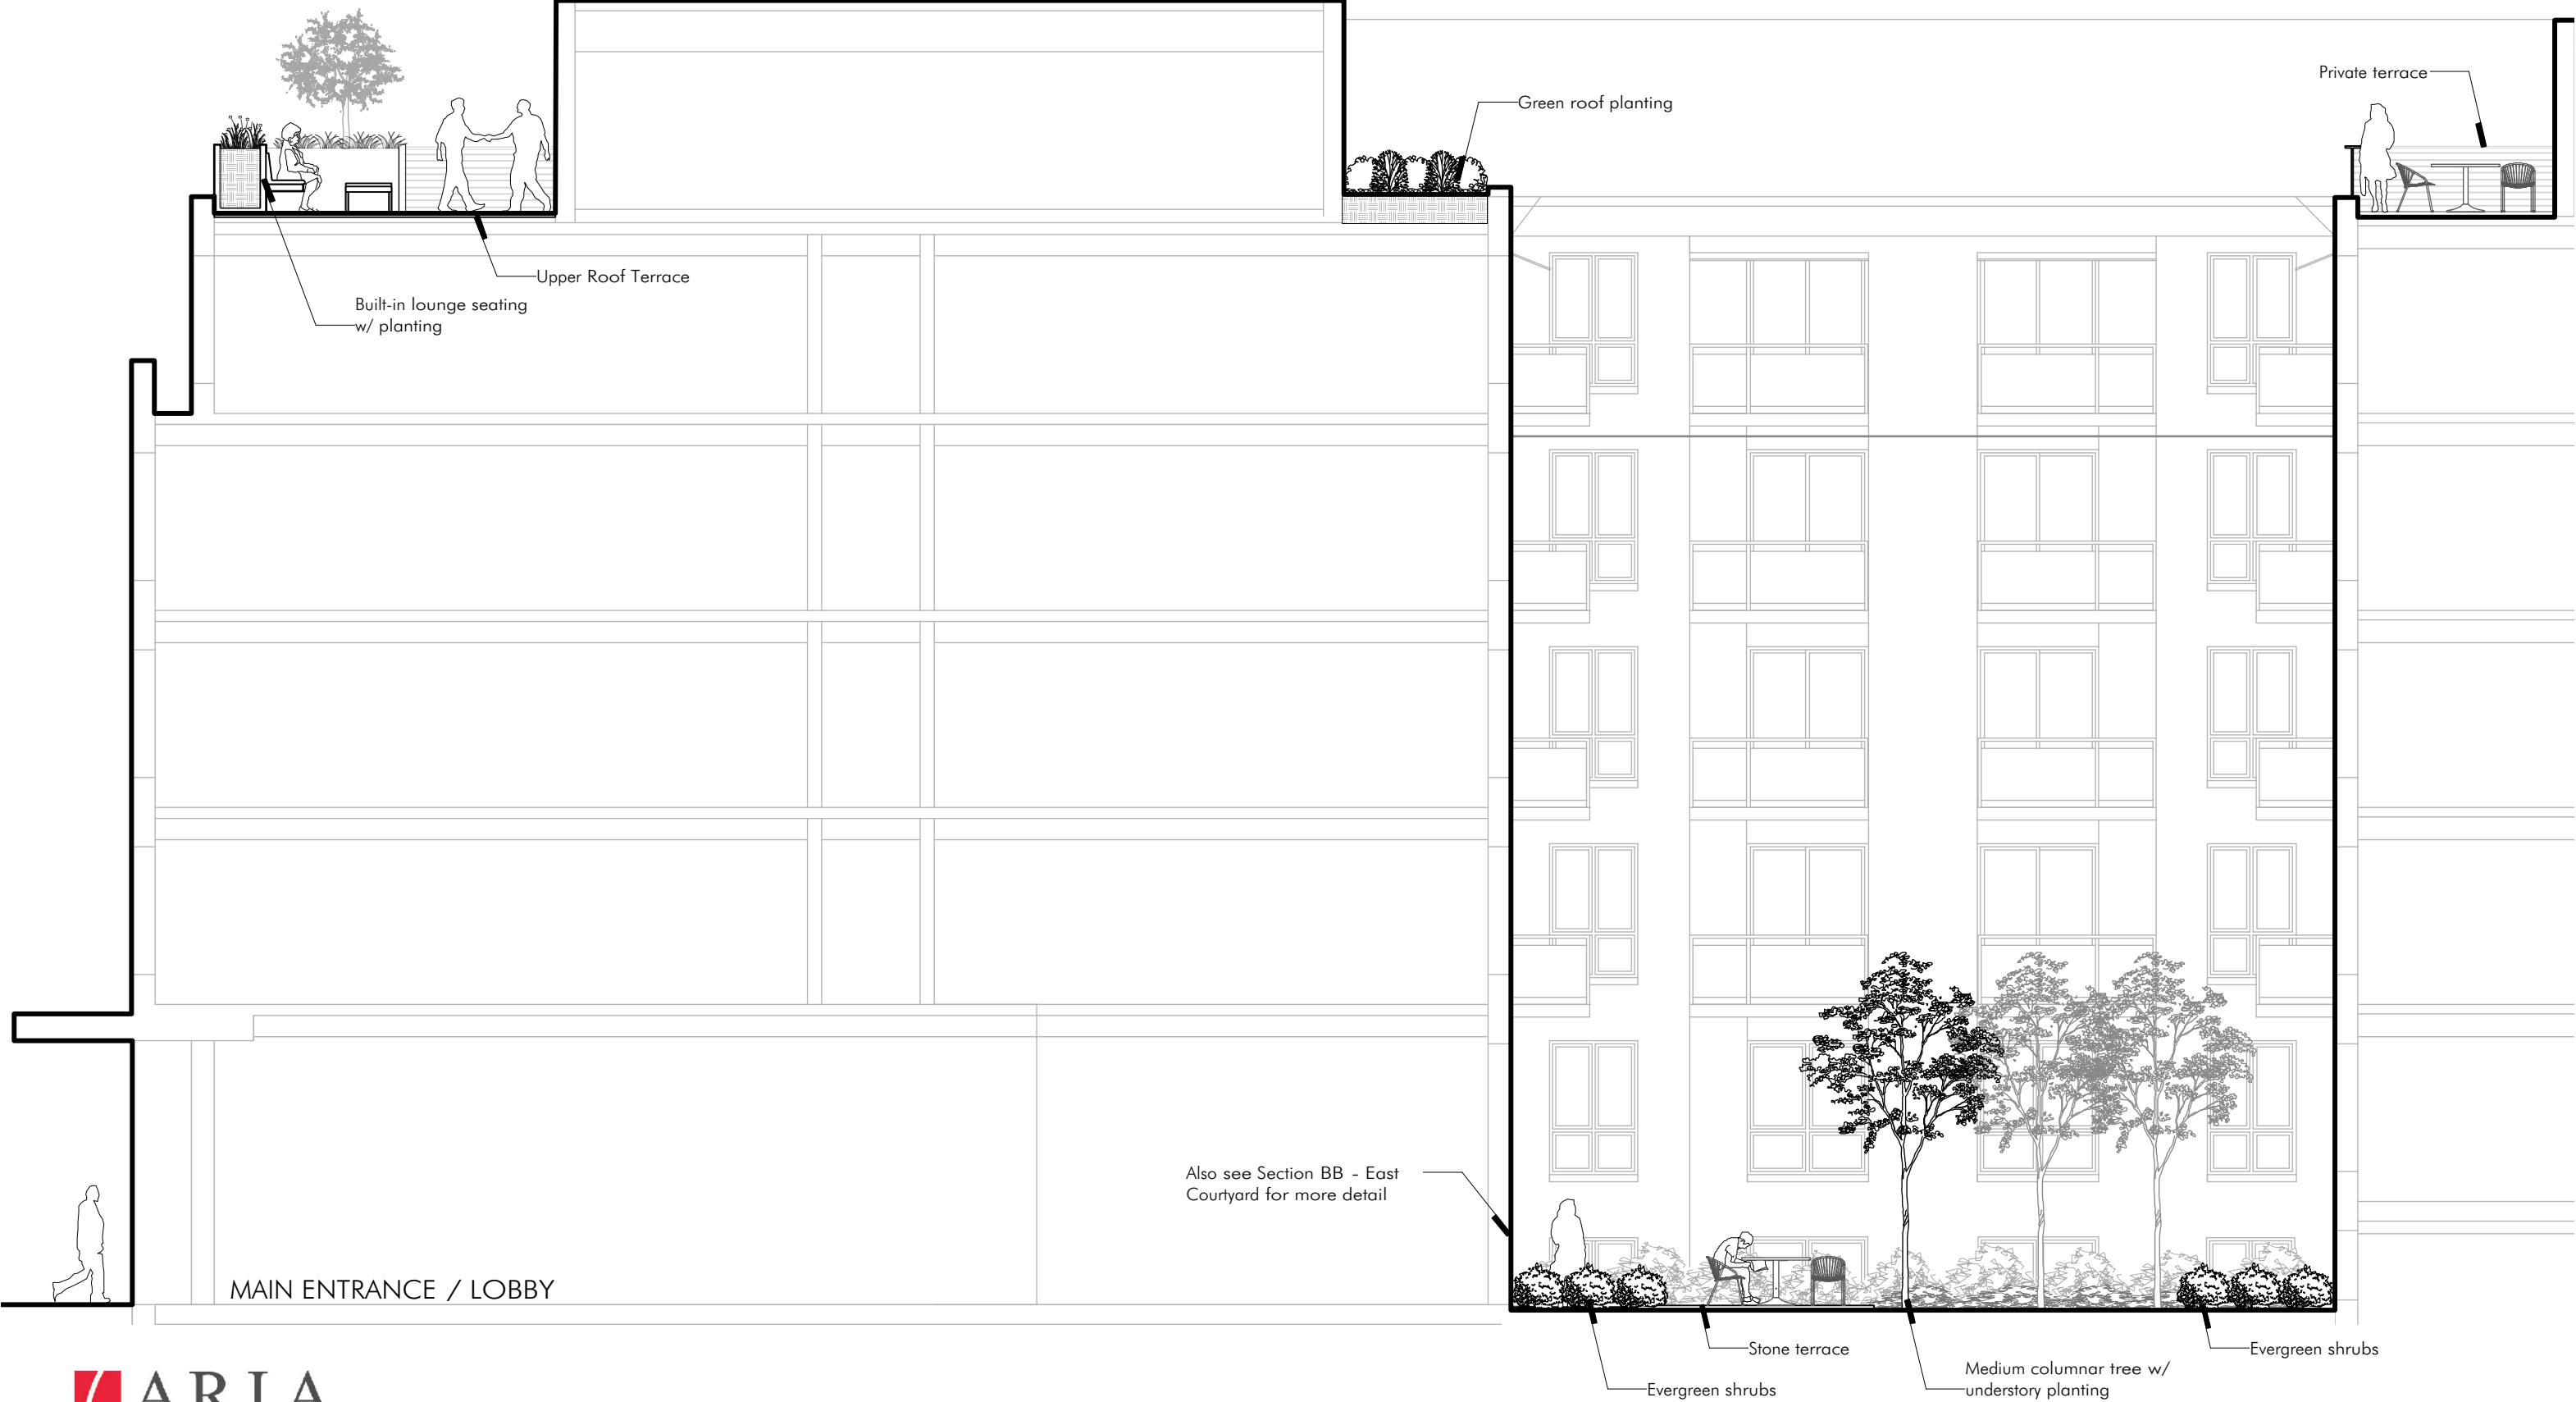 Private terrace
Green roof planting
Upper Roof Terrace
Built-in lounge seating
w/ planting
Also see Section BB - East
Courtyard for more detail
MAIN ENTRANCE / LOBBY
Stone terrace
Evergreen shrubs
Medium columnar tree w/
understory planting
Evergreen shrubs
ARIA